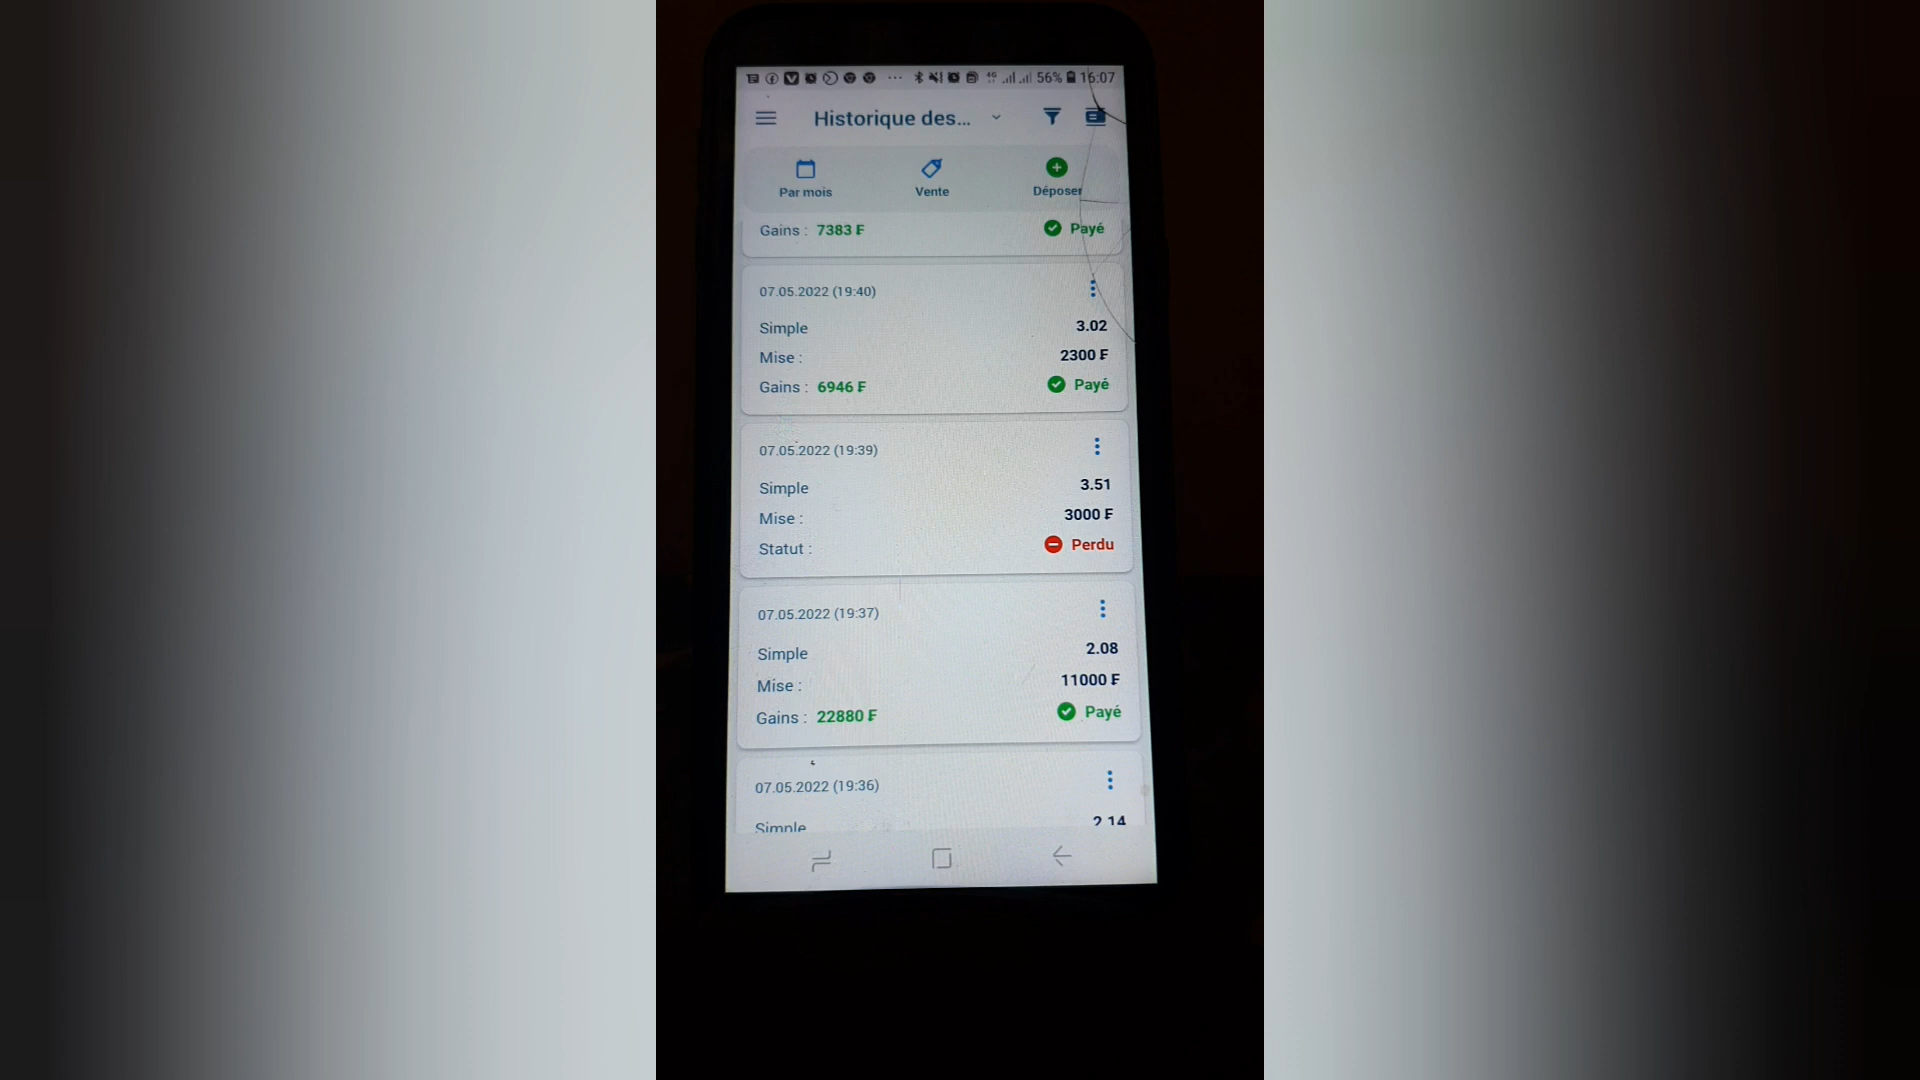 4G 56% 16:07
Historique des...
Par mois Vente Déposer
Gains : 7383 ₣ Payé
07.05.2022 (19:40)
Simple 3.02
Mise : 2300 ₣
Gains : 6946 ₣ Payé
07.05.2022 (19:39)
Simple 3.51
Mise : 3000 ₣
Statut : Perdu
07.05.2022 (19:37)
Simple 2.08
Mise : 11000 ₣
Gains : 22880 ₣ Payé
07.05.2022 (19:36)
Simple 2.14